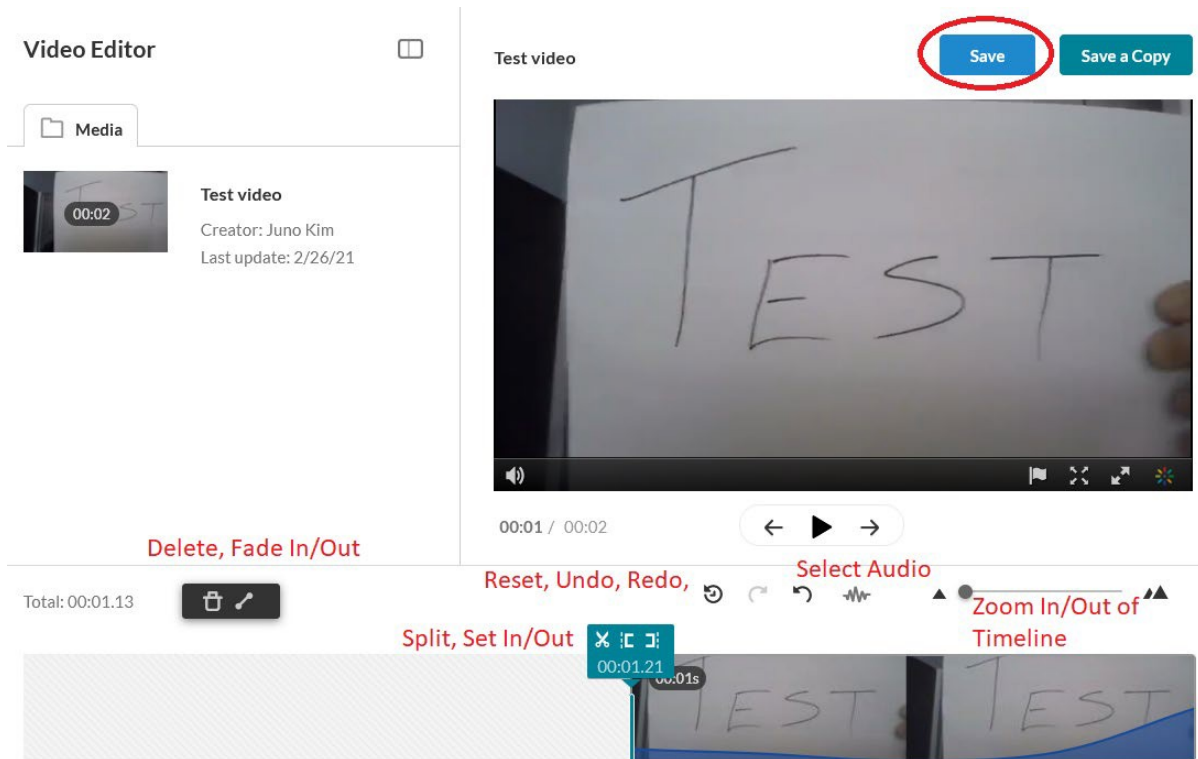 Video Editor
Test video
Save
Save a Copy
Media
00:02
Test video
Creator: Juno Kim
Last update: 2/26/21
TEST
00:01 / 00:02
Delete, Fade In/Out
Reset, Undo, Redo,
Select Audio
Total: 00:01.13
Zoom In/Out of
Timeline
Split, Set In/Out
00:01.21
00:01s
TEST
TEST